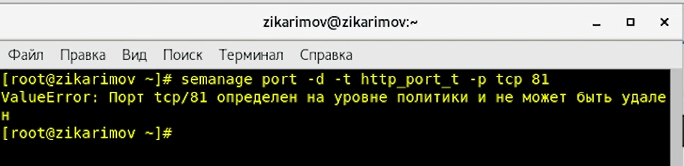 zikarimov@zikarimov:~
Файл Правка Вид Поиск Терминал Справка
[root@zikarimov ~]# semanage port -d -t http_port_t -p tcp 81
ValueError: Порт tcp/81 определен на уровне политики и не может быть удале
н
[root@zikarimov ~]#